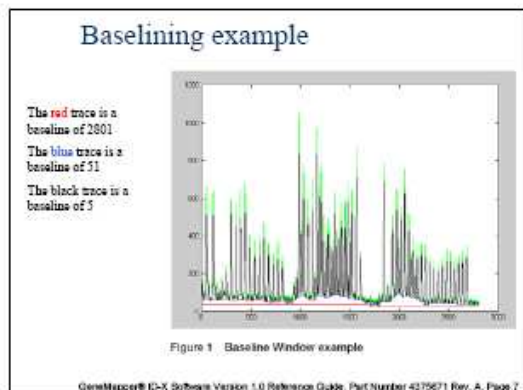 Baselining example
The red trace is a
baseline of 2801
The blue trace is a
baseline of 51
The black trace is a
baseline of 5
Figure 1 Baseline Window example
GeneMapper® ID-X Software Version 1.0 Reference Guide, Part Number 4375671 Rev. A, Page 7